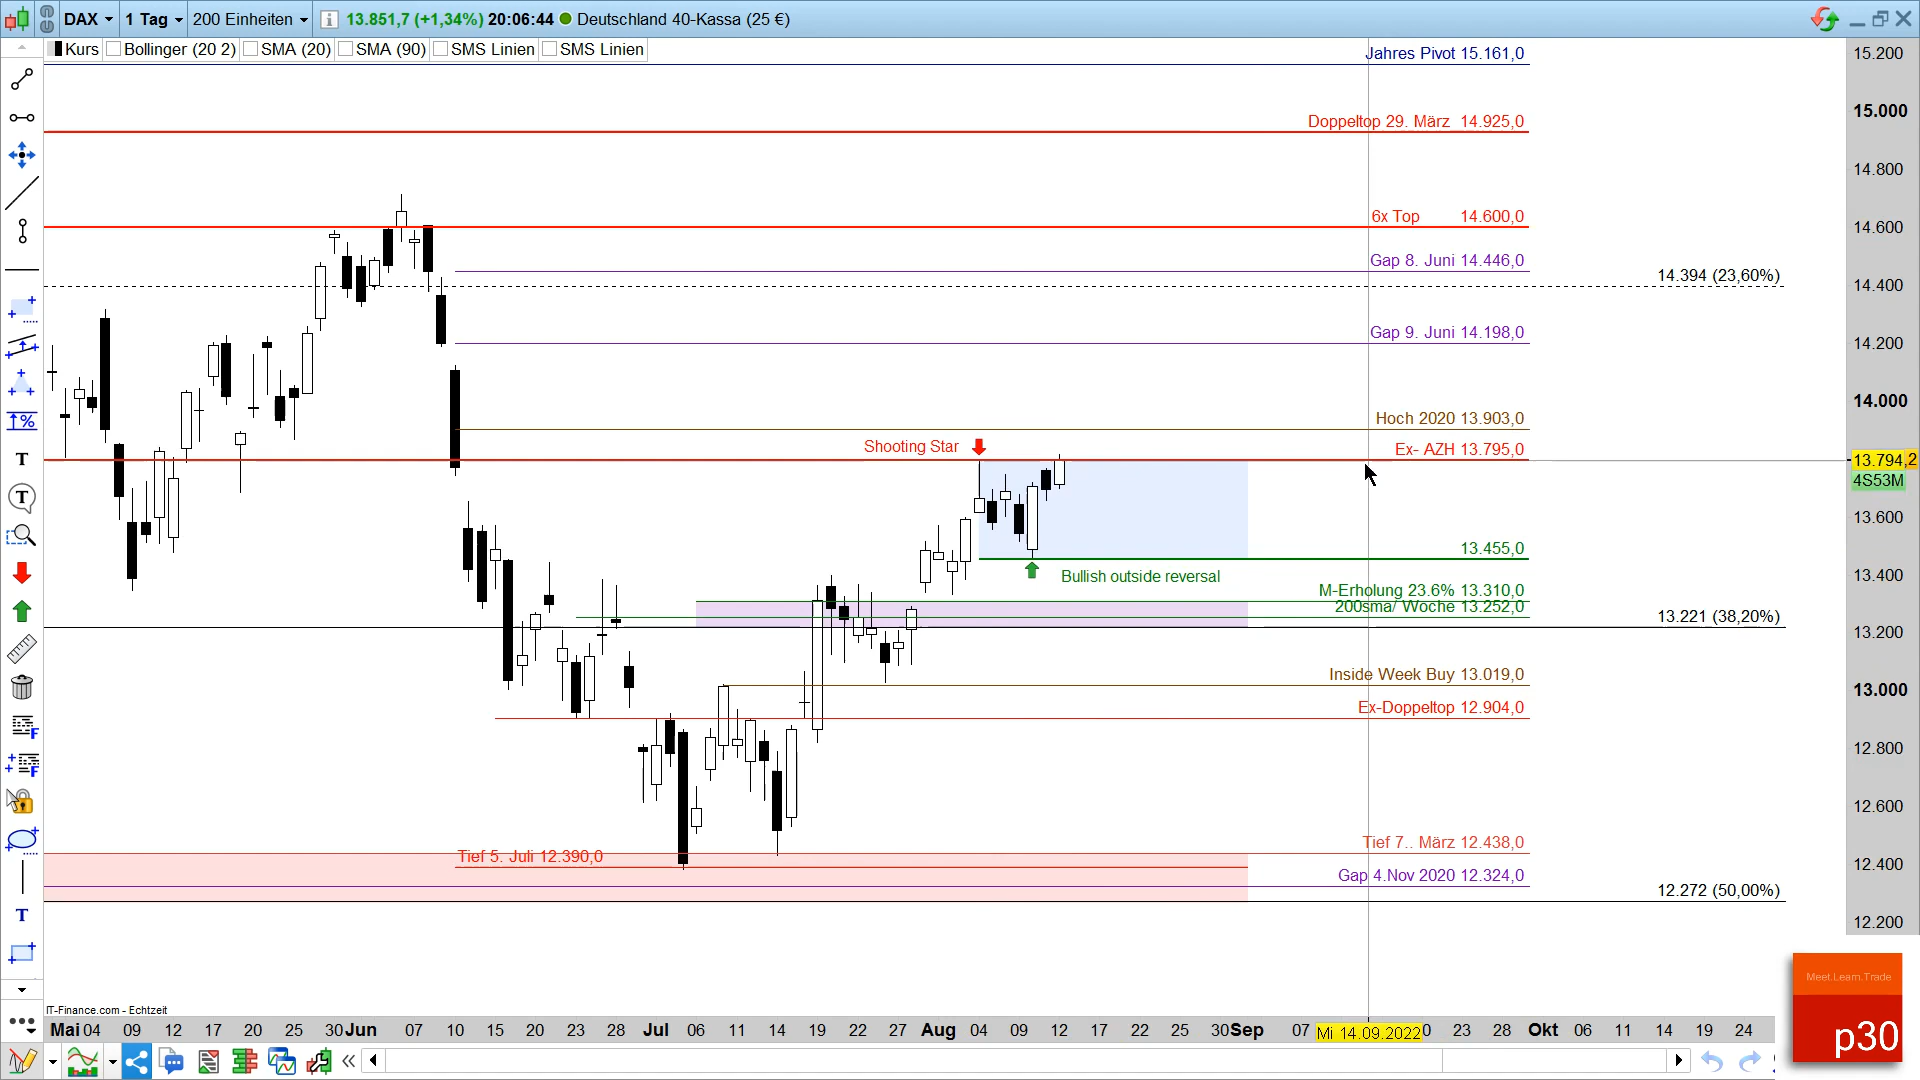 DAX 1 Tag 200 Einheiten 13.851,7 (+1,34%) 20:06:44 Deutschland 40-Kassa (25 €)
Kurs Bollinger (20 2) SMA (20) SMA (90) SMS Linien SMS Linien
Jahres Pivot 15.161,0
15.200
15.000
Doppeltop 29. März 14.925,0
14.800
6x Top 14.600,0
14.600
Gap 8. Juni 14.446,0
14.394 (23,60%)
14.400
Gap 9. Juni 14.198,0
14.200
14.000
Hoch 2020 13.903,0
Shooting Star
Ex- AZH 13.795,0
13.794,2
4S53M
13.600
13.455,0
Bullish outside reversal
13.400
M-Erholung 23.6% 13.310,0
200sma/ Woche 13.252,0
13.221 (38,20%)
13.200
Inside Week Buy 13.019,0
13.000
Ex-Doppeltop 12.904,0
12.800
12.600
Tief 7.. März 12.438,0
Tief 5. Juli 12.390,0
12.400
Gap 4.Nov 2020 12.324,0
12.272 (50,00%)
12.200
T
T
%
F
F
T
Meet.Learn.Trade
p30
IT-Finance.com - Echtzeit
Mai 04 09 12 17 20 25 30 Jun 07 10 15 20 23 28 Jul 06 11 14 19 22 27 Aug 04 09 12 17 22 25 30 Sep 07 Mi 14.09.2022 0 23 28 Okt 06 11 14 19 24